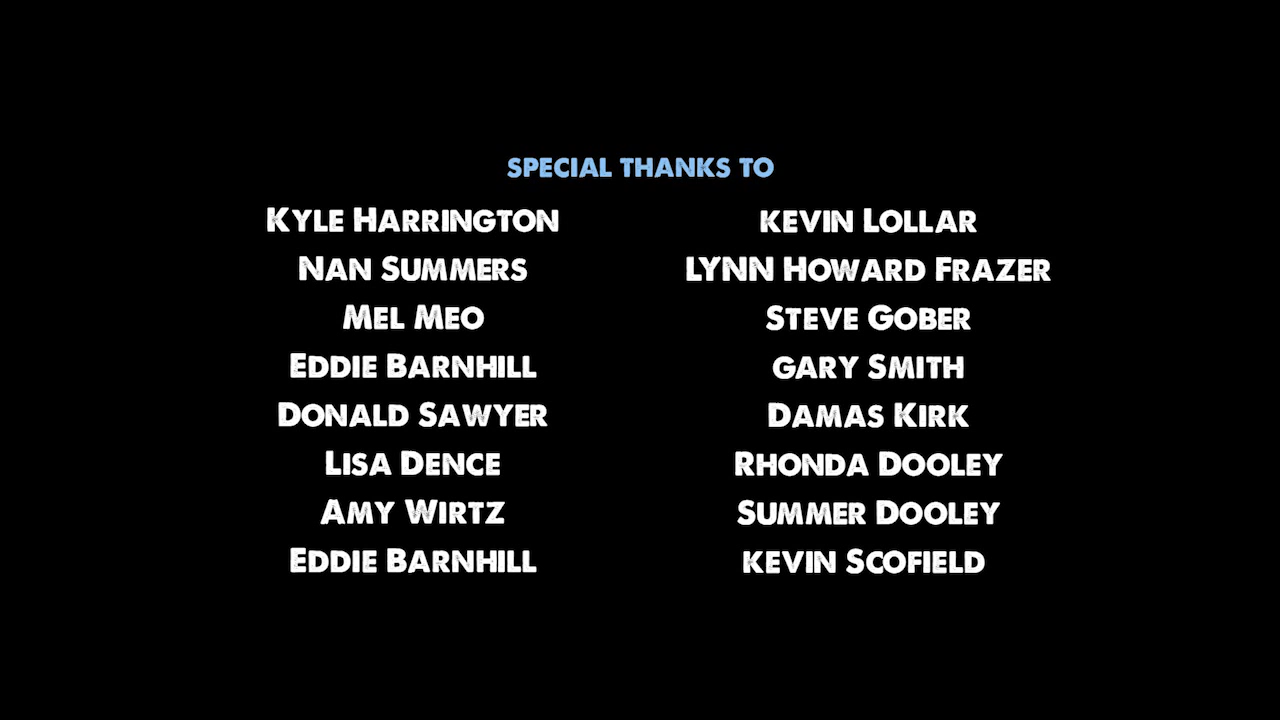 SPECIAL THANKS TO
KYLE HARRINGTON
NAN SUMMERS
MEL MEO
EDDIE BARNHILL
DONALD SAWYER
LISA DENCE
AMY WIRTZ
EDDIE BARNHILL
KEVIN LOLLAR
LYNN HOWARD FRAZER
STEVE GOBER
GARY SMITH
DAMAS KIRK
RHONDA DOOLEY
SUMMER DOOLEY
KEVIN SCOFIELD